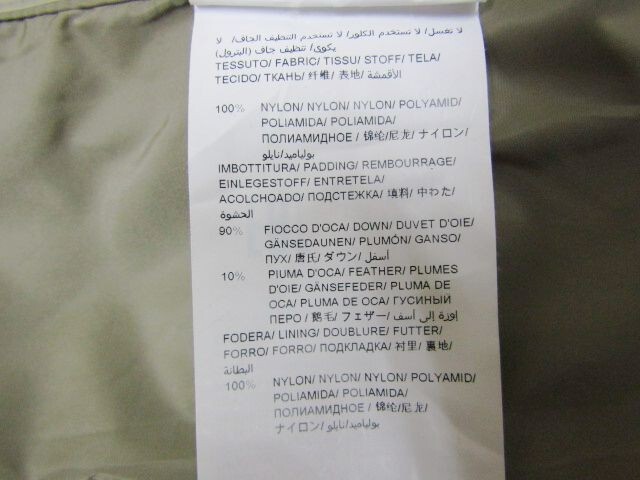 لا تغسل/ لا تستخدم الكلور/ لا تستخدم التنظيف الجاف/ لا
يكوى/ تنظيف جاف (البترول)
TESSUTO/ FABRIC/ TISSU/ STOFF/ TELA/
TECIDO/ ТКАНЬ/ 纤维/ 表地/ الأقمشة
100% NYLON/ NYLON/ NYLON/ POLYAMID/
POLIAMIDA/ POLIAMIDA/
ПОЛИАМИДНОЕ / 锦纶/尼龙/ ナイロン/
بولياميد/نايلو
IMBOTTITURA/ PADDING/ REMBOURRAGE/
EINLEGESTOFF/ ENTRETELA/
ACOLCHOADO/ ПОДСТЕЖКА/ 填料/ 中わた/
الحشوة
90% FIOCCO D'OCA/ DOWN/ DUVET D'OIE/
GÄNSEDAUNEN/ PLUMÓN/ GANSO/
ПУХ/ 唐氏/ ダウン/ أسفل
10% PIUMA D'OCA/ FEATHER/ PLUMES
D'OIE/ GÄNSEFEDER/ PLUMA DE
OCA/ PLUMA DE OCA/ ГУСИНЫЙ
ПЕРО / 鹅毛/ フェザー/ إوزة إلى أسف
FODERA/ LINING/ DOUBLURE/ FUTTER/
FORRO/ FORRO/ ПОДКЛАДКА/ 衬里/ 裏地/
البطانة
100% NYLON/ NYLON/ NYLON/ POLYAMID/
POLIAMIDA/ POLIAMIDA/
ПОЛИАМИДНОЕ / 锦纶/尼龙/
ナイロン/ بولياميد/نايلو